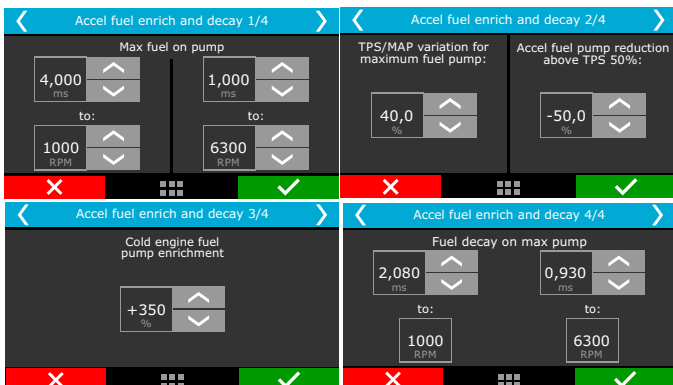 Accel fuel enrich and decay 1/4
Max fuel on pump
4,000
ms
1,000
ms
to:
to:
1000
RPM
6300
RPM
Accel fuel enrich and decay 2/4
TPS/MAP variation for
maximum fuel pump:
Accel fuel pump reduction
above TPS 50%:
40,0
%
-50,0
%
Accel fuel enrich and decay 3/4
Cold engine fuel
pump enrichment
+350
%
Accel fuel enrich and decay 4/4
Fuel decay on max pump
2,080
ms
0,930
ms
to:
to:
1000
RPM
6300
RPM